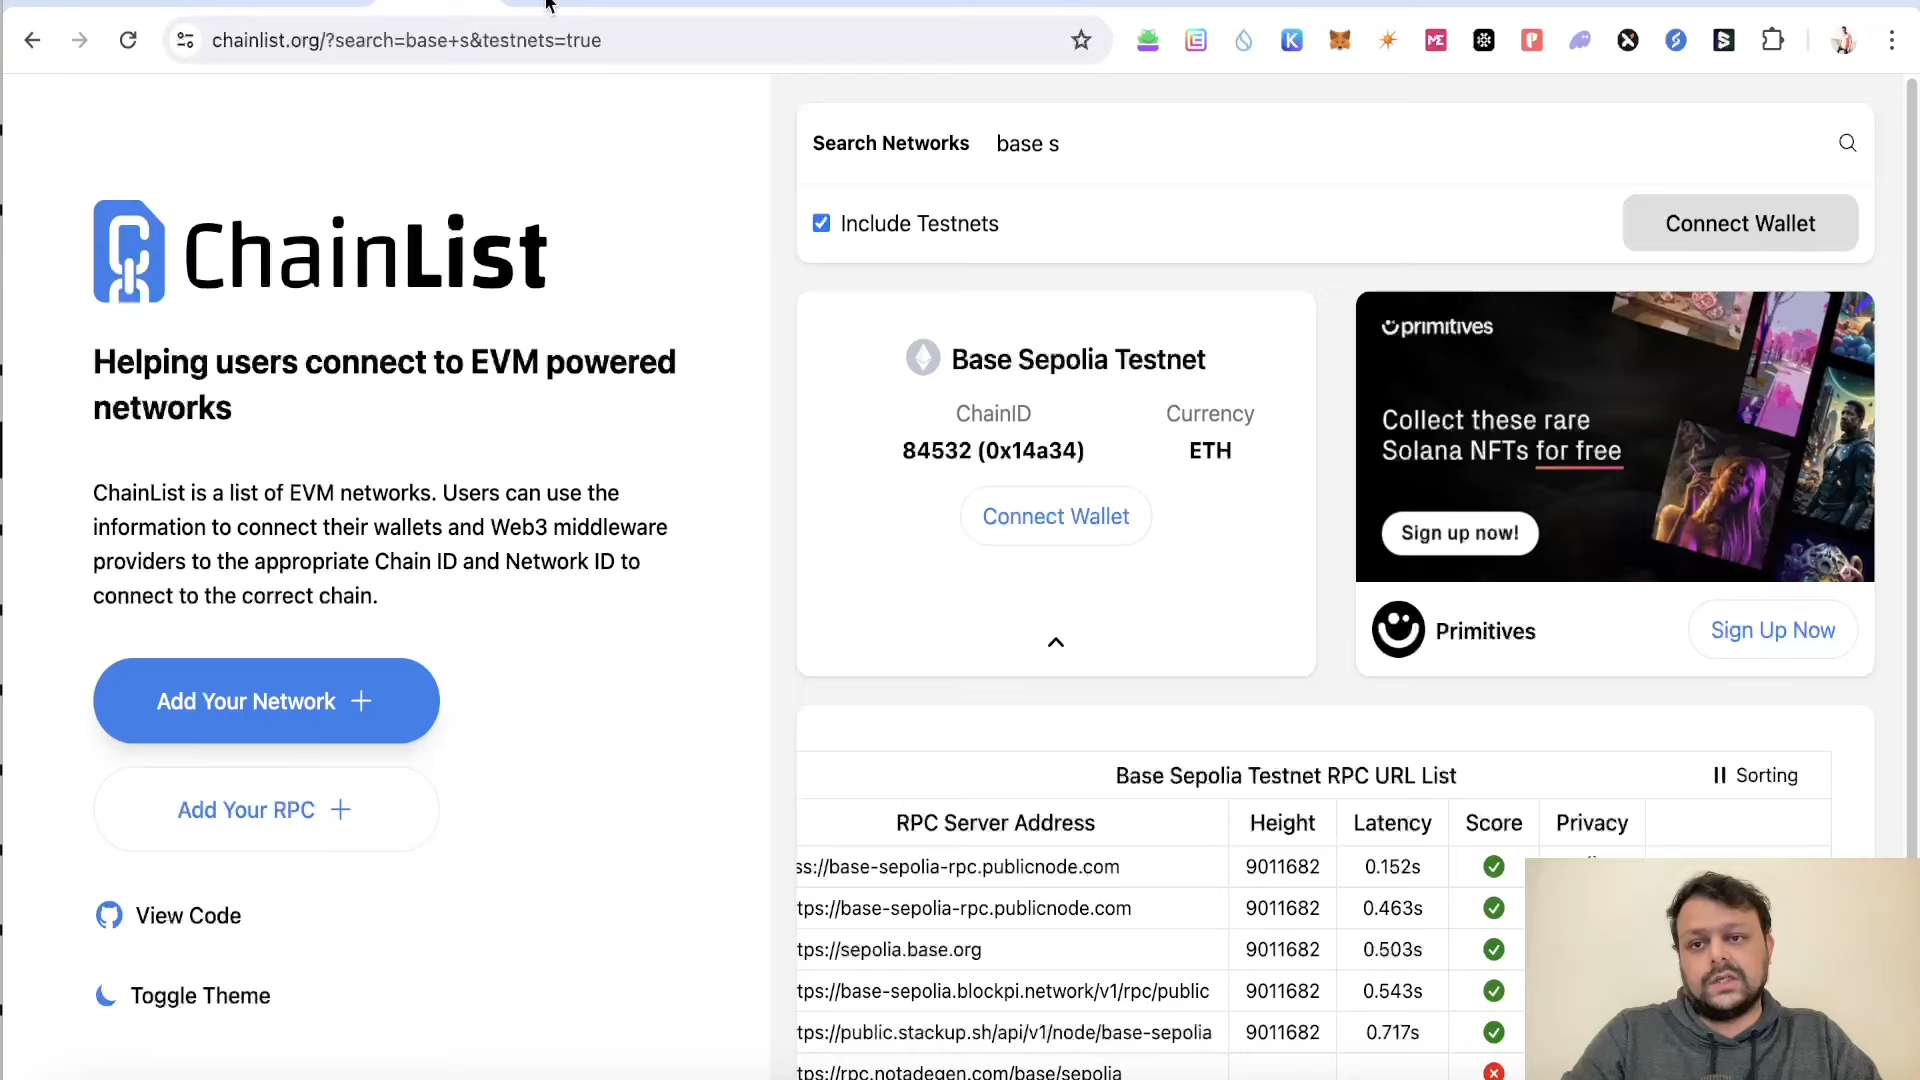 chainlist.org/?search=base+s&testnets=true
ChainList
Helping users connect to EVM powered
networks
ChainList is a list of EVM networks. Users can use the
information to connect their wallets and Web3 middleware
providers to the appropriate Chain ID and Network ID to
connect to the correct chain.
Add Your Network
Add Your RPC
View Code
Toggle Theme
Search Networks base s
Include Testnets
Connect Wallet
Base Sepolia Testnet
ChainID Currency
84532 (0x14a34) ETH
Connect Wallet
primitives
Collect these rare
Solana NFTs for free
Sign up now!
Primitives
Sign Up Now
Base Sepolia Testnet RPC URL List
Sorting
RPC Server Address Height Latency Score Privacy
ss://base-sepolia-rpc.publicnode.com 9011682 0.152s
tps://base-sepolia-rpc.publicnode.com 9011682 0.463s
tps://sepolia.base.org 9011682 0.503s
tps://base-sepolia.blockpi.network/v1/rpc/public 9011682 0.543s
tps://public.stackup.sh/api/v1/node/base-sepolia 9011682 0.717s
tps://rpc.notadegen.com/base/sepolia